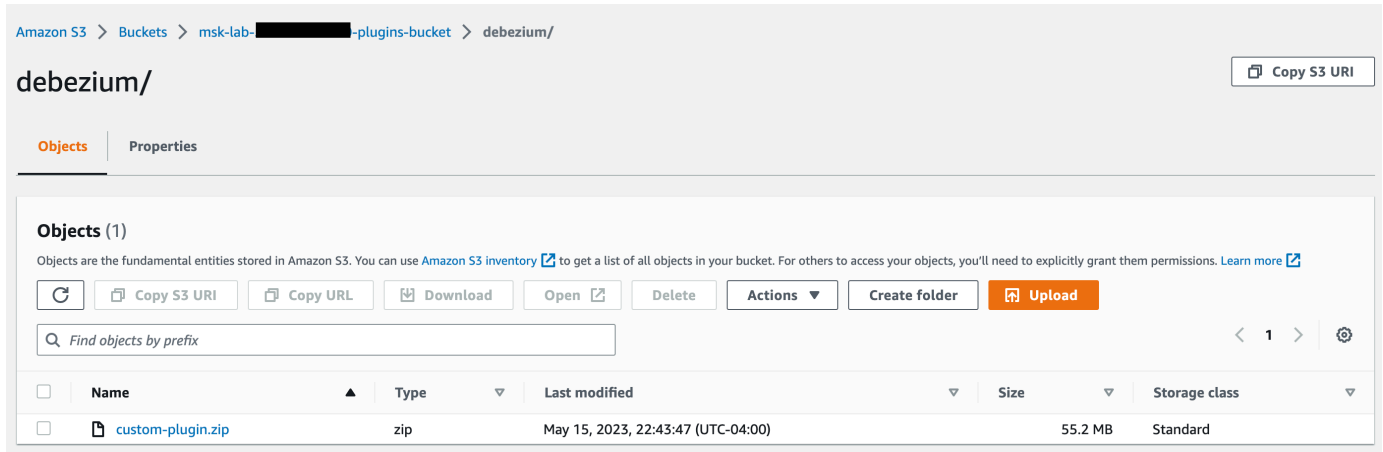 Amazon S3 > Buckets > msk-lab- -plugins-bucket > debezium/
debezium/
Copy S3 URI
Objects Properties
Objects (1)
Objects are the fundamental entities stored in Amazon S3. You can use Amazon S3 inventory to get a list of all objects in your bucket. For others to access your objects, you'll need to explicitly grant them permissions. Learn more
Copy S3 URI Copy URL Download Open Delete Actions Create folder Upload
Find objects by prefix
1
Name Type Last modified Size Storage class
custom-plugin.zip zip May 15, 2023, 22:43:47 (UTC-04:00) 55.2 MB Standard